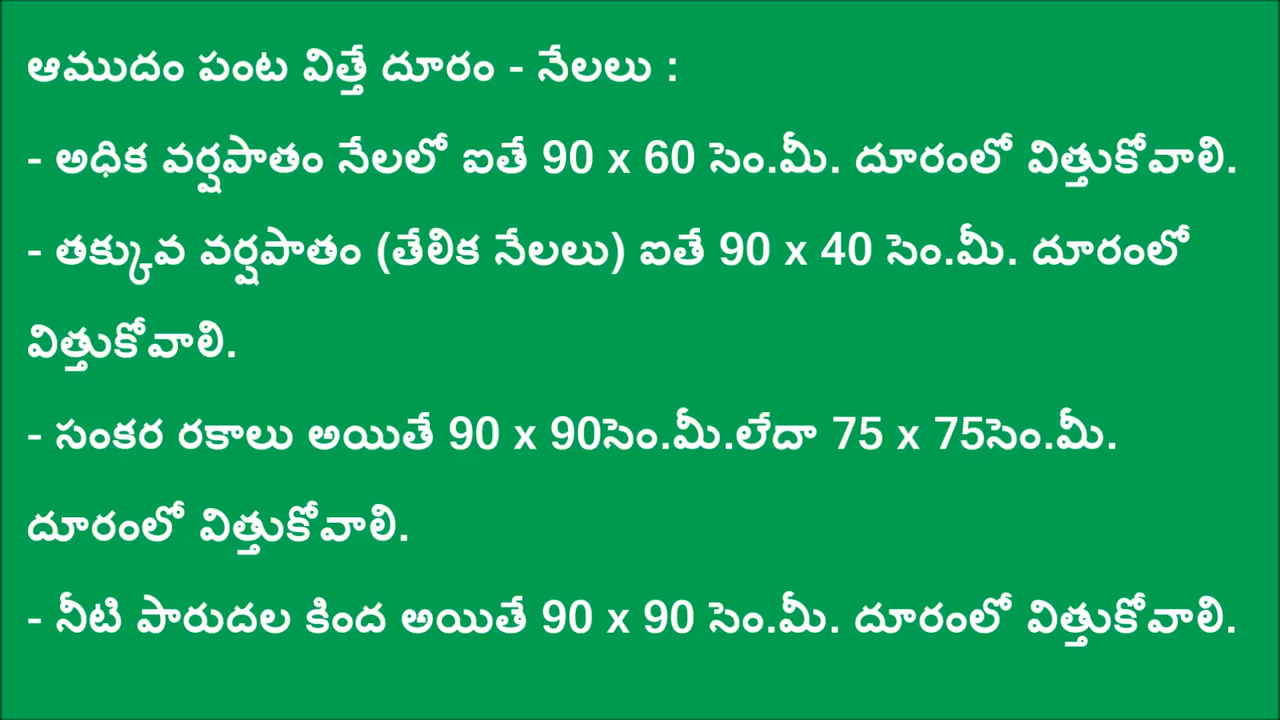 ఆముదం పంట విత్తే దూరం - నేలలు :
- అధిక వర్షపాతం నేలలో ఐతే 90 x 60 సెం.మీ. దూరంలో విత్తుకోవాలి.
- తక్కువ వర్షపాతం (తేలిక నేలలు) ఐతే 90 x 40 సెం.మీ. దూరంలో
విత్తుకోవాలి.
- సంకర రకాలు అయితే 90 x 90సెం.మీ.లేదా 75 x 75సెం.మీ.
దూరంలో విత్తుకోవాలి.
- నీటి పారుదల కింద అయితే 90 x 90 సెం.మీ. దూరంలో విత్తుకోవాలి.